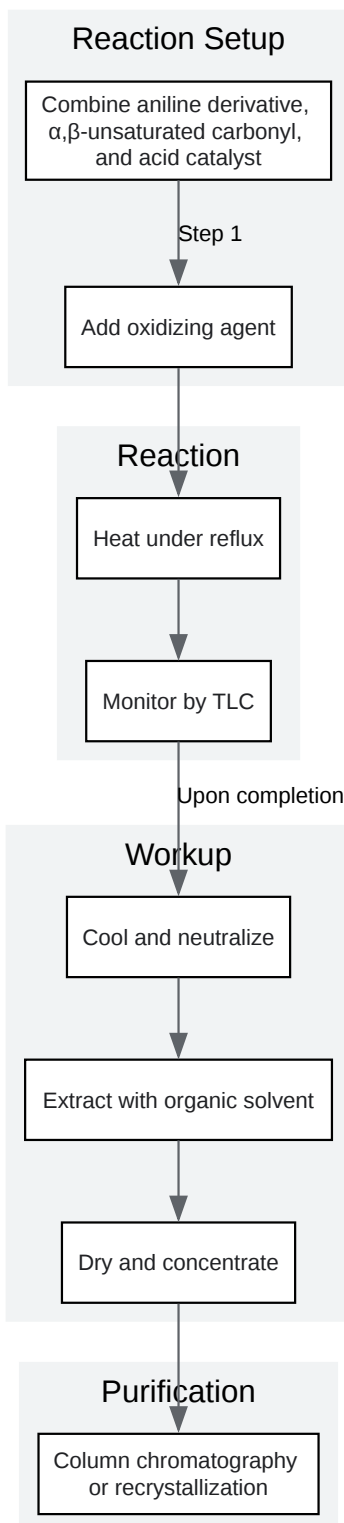 Reaction Setup
Combine aniline derivative,
α,β-unsaturated carbonyl,
and acid catalyst
Step 1
Add oxidizing agent
Reaction
Heat under reflux
Monitor by TLC
Upon completion
Workup
Cool and neutralize
Extract with organic solvent
Dry and concentrate
Purification
Column chromatography
or recrystallization